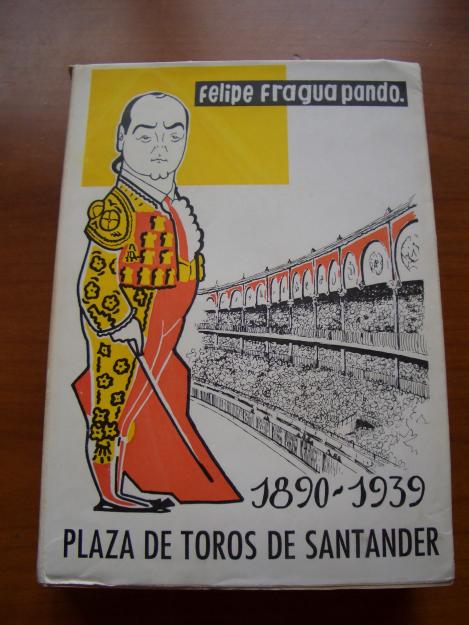 Felipe Fragua pando.
1890-1939
PLAZA DE TOROS DE SANTANDER